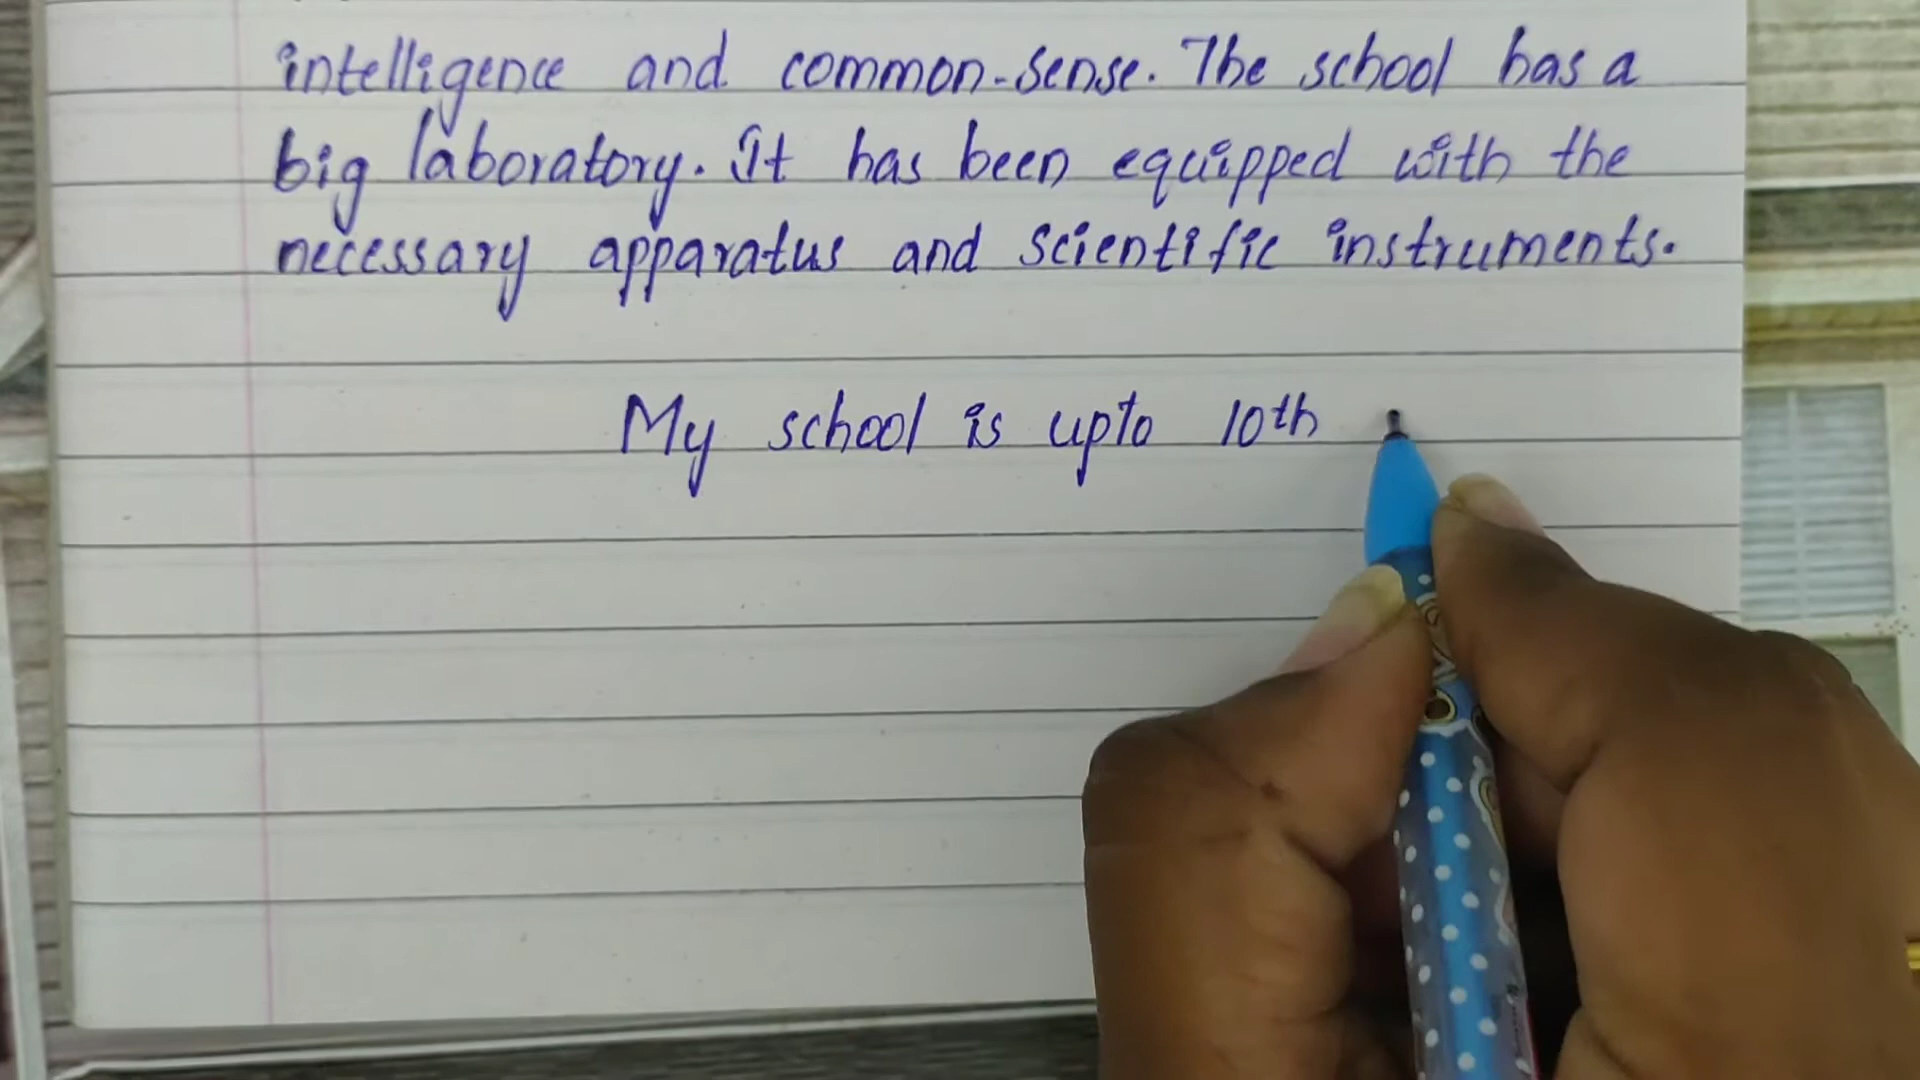 intelligence and common-sense. The school has a
big laboratory. It has been equipped with the
necessary apparatus and scientific instruments.
My school is upto 10th